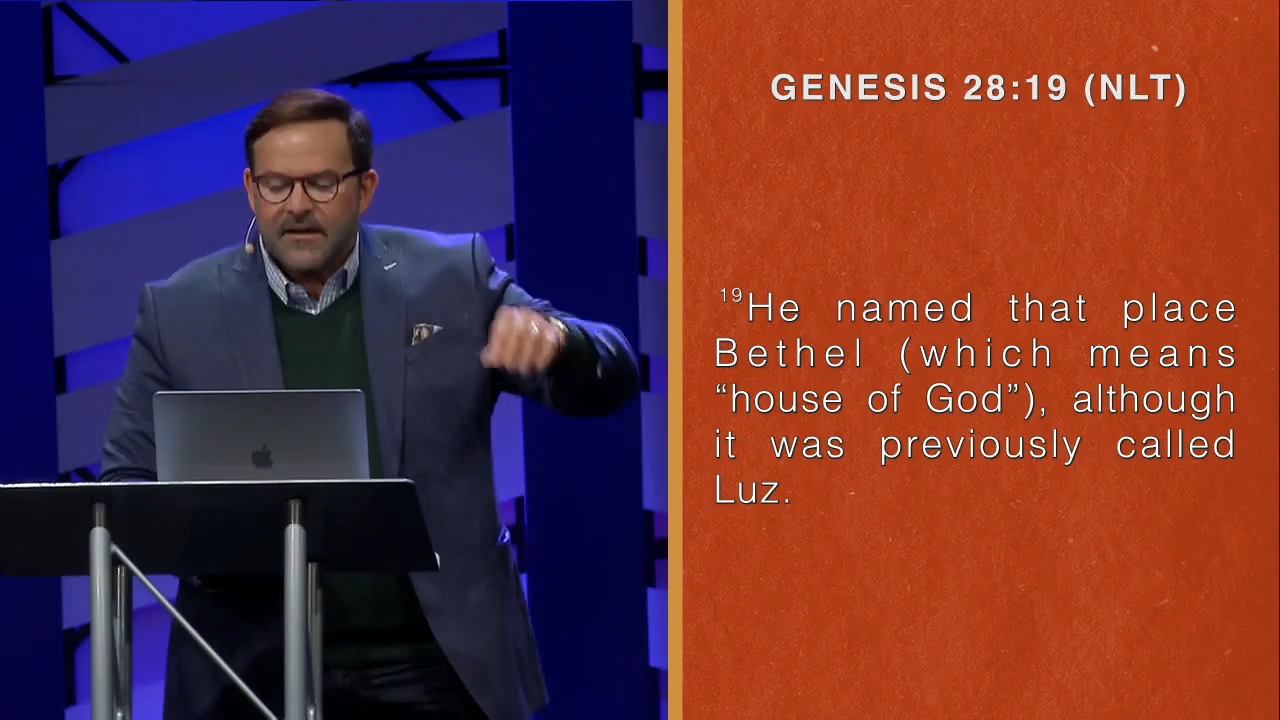 GENESIS 28:19 (NLT)
¹⁹He named that place
Bethel (which means
“house of God”), although
it was previously called
Luz.